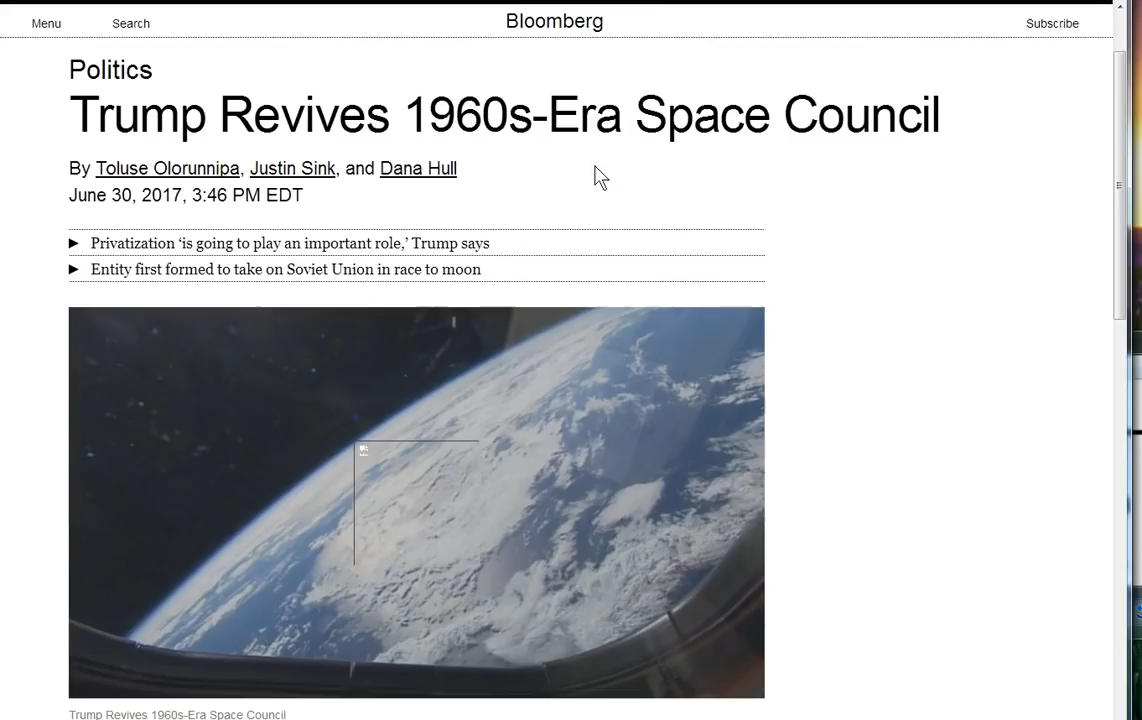 Menu
Search
Bloomberg
Subscribe
Politics
Trump Revives 1960s-Era Space Council
By Toluse Olorunnipa, Justin Sink, and Dana Hull
June 30, 2017, 3:46 PM EDT
Privatization ‘is going to play an important role,’ Trump says
Entity first formed to take on Soviet Union in race to moon
Trump Revives 1960s-Era Space Council